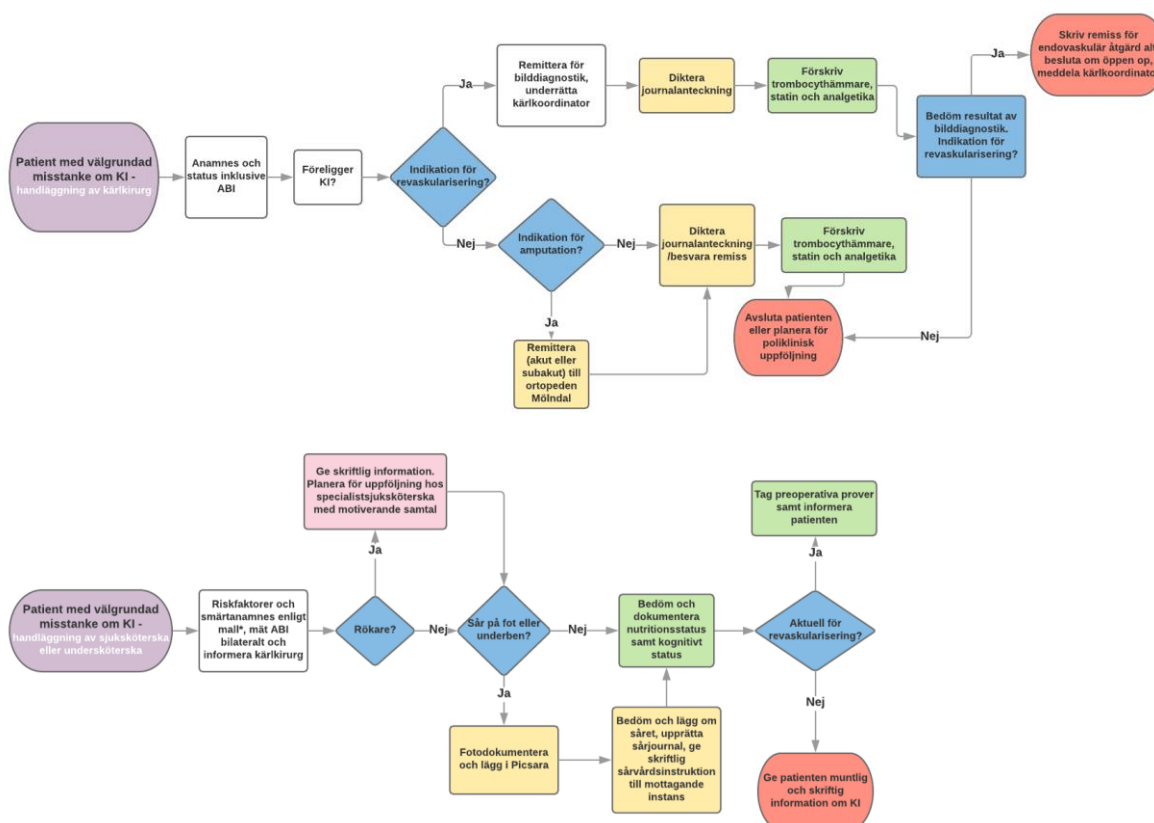 Ja
Remittera för
bilddiagnostik,
underrätta
kärlkoordinator
Diktera
journalanteckning
Förskriv
trombocythämmare,
statin och analgetika
Ja
Skriv remiss för
endovaskulär åtgärd alt
besluta om öppen op,
meddela kärlkoordinator
Bedöm resultat av
bilddiagnostik.
Indikation för
revaskularisering?
Patient med välgrundad
misstanke om KI -
handläggning av kärlkirurg
Anamnes och
status inklusive
ABI
Föreligger
KI?
Indikation för
revaskularisering?
Nej
Indikation för
amputation?
Nej
Diktera
journalanteckning
/besvara remiss
Förskriv
trombocythämmare,
statin och analgetika
Ja
Remittera
(akut eller
subakut) till
ortopeden
Mölndal
Avsluta patienten
eller planera för
poliklinisk
uppföljning
Nej
Ge skriftlig information.
Planera för uppföljning hos
specialistsjuksköterska
med motiverande samtal
Ja
Tag preoperativa prover
samt informera
patienten
Ja
Patient med välgrundad
misstanke om KI -
handläggning av sjuksköterska
eller undersköterska
Riskfaktorer och
smärtanamnes enligt
mall*, mät ABI
bilateralt och
informera kärlkirurg
Rökare?
Nej
Sår på fot eller
underben?
Nej
Bedöm och
dokumentera
nutritionsstatus
samt kognitivt
status
Aktuell för
revaskularisering?
Ja
Fotodokumentera
och lägg i Picsara
Bedöm och lägg om
såret, upprätta
sårjournal, ge
skriftlig
sårvårdsinstruktion
till mottagande
instans
Nej
Ge patienten muntlig
och skriftig
information om KI